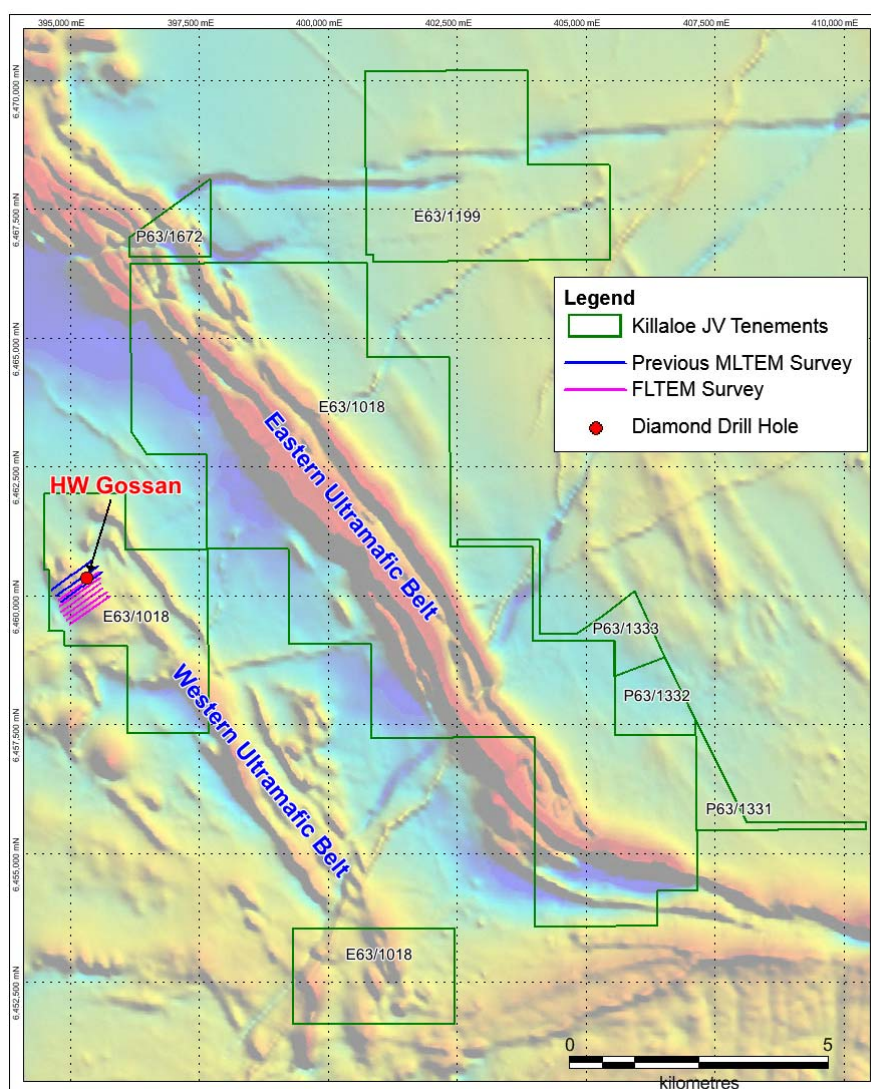 395,000 mE
397,500 mE
400,000 mE
402,500 mE
405,000 mE
407,500 mE
410,000 mE
6,470,000 mN
6,467,500 mN
6,465,000 mN
6,462,500 mN
6,460,000 mN
6,457,500 mN
6,455,000 mN
6,452,500 mN
E63/1199
P63/1672
Legend
Killaloe JV Tenements
Previous MLTEM Survey
FLTEM Survey
Diamond Drill Hole
E63/1018
Eastern Ultramafic Belt
HW Gossan
E63/1018
P63/1333
P63/1332
Western Ultramafic Belt
P63/1331
E63/1018
0
5
kilometres